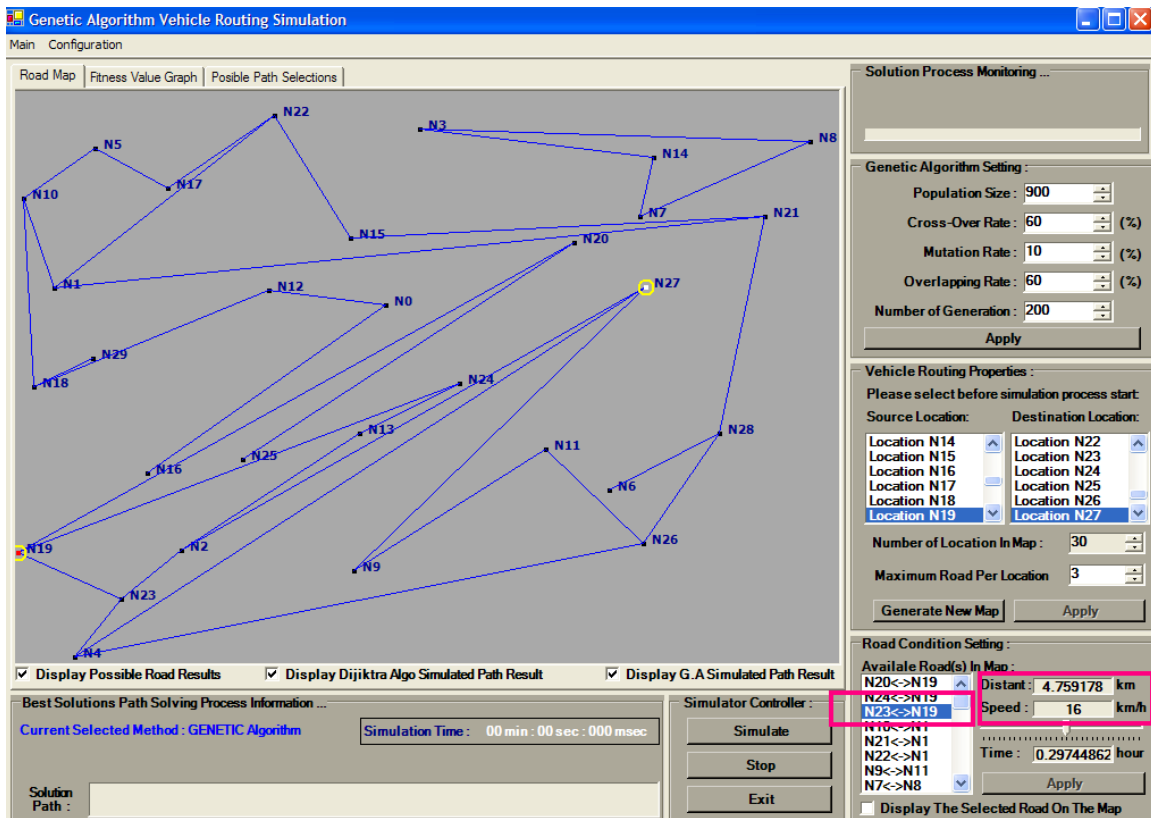 Genetic Algorithm Vehicle Routing Simulation
Main Configuration
Road Map Fitness Value Graph Posible Path Selections
N22
N3
N5
N8
N14
N17
N10
N7
N21
N15
N20
N1
N12
N27
N0
N29
N18
N24
N13
N28
N11
N25
N16
N6
N19
N2
N26
N9
N23
N4
Display Possible Road Results Display Dijiktra Algo Simulated Path Result Display G.A Simulated Path Result
Best Solutions Path Solving Process Information ...
Current Selected Method : GENETIC Algorithm Simulation Time : 00 min : 00 sec : 000 msec
Solution
Path :
Simulator Controller :
Simulate
Stop
Exit
Solution Process Monitoring ...
Genetic Algorithm Setting :
Population Size : 900
Cross-Over Rate : 60 (%)
Mutation Rate : 10 (%)
Overlapping Rate : 60 (%)
Number of Generation : 200
Apply
Vehicle Routing Properties :
Please select before simulation process start:
Source Location: Destination Location:
Location N14 Location N22
Location N15 Location N23
Location N16 Location N24
Location N17 Location N25
Location N18 Location N26
Location N19 Location N27
Number of Location In Map : 30
Maximum Road Per Location 3
Generate New Map Apply
Road Condition Setting :
Availale Road(s) In Map :
N20<->N19
N24<->N19
N23<->N19
N10<->N1
N21<->N1
N22<->N1
N9<->N11
N7<->N8
Distant : 4.759178 km
Speed : 16 km/h
Time : 0.29744862 hour
Apply
Display The Selected Road On The Map